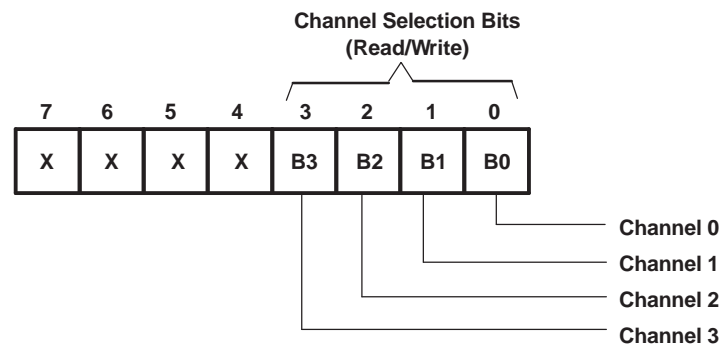 Channel Selection Bits
(Read/Write)
7 6 5 4 3 2 1 0
X X X X B3 B2 B1 B0
Channel 0
Channel 1
Channel 2
Channel 3